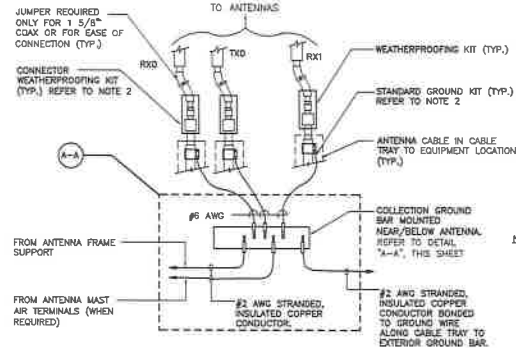 TO ANTENNAS
JUMPER REQUIRED
ONLY FOR 1 5/8"
COAX OR FOR EASE OF
CONNECTION (TYP.)
RX0
TX0
RX1
WEATHERPROOFING KIT (TYP.)
CONNECTOR
WEATHERPROOFING KIT
(TYP.) REFER TO NOTE 2
STANDARD GROUND KIT (TYP.)
REFER TO NOTE 2
ANTENNA CABLE IN CABLE
TRAY TO EQUIPMENT LOCATION
(TYP.)
A-A
#6 AWG
COLLECTION GROUND
BAR MOUNTED
NEAR/BELOW ANTENNA.
REFER TO DETAIL
"A-A", THIS SHEET
FROM ANTENNA FRAME
SUPPORT
FROM ANTENNA MAST
AIR TERMINALS (WHEN
REQUIRED)
#2 AWG STRANDED,
INSULATED COPPER
CONDUCTOR.
#2 AWG STRANDED,
INSULATED COPPER
CONDUCTOR BONDED
TO GROUND WIRE
ALONG CABLE TRAY TO
EXTERIOR GROUND BAR.